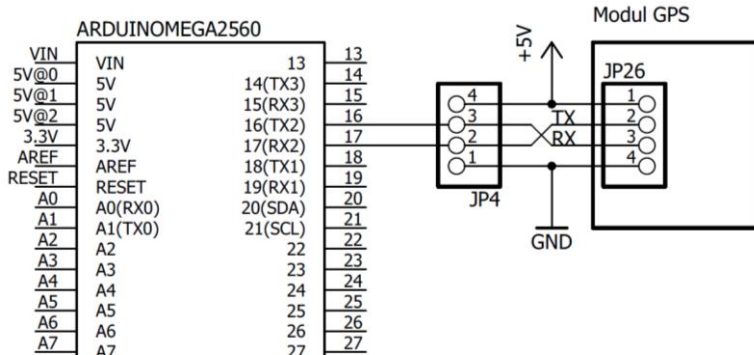 Modul GPS
ARDUINOMEGA2560
+5V
VIN VIN 13 13
5V@0 5V 14(TX3) 14
5V@1 5V 15(RX3) 15
5V@2 5V 16(TX2) 16
3.3V 3.3V 17(RX2) 17
AREF AREF 18(TX1) 18
RESET RESET 19(RX1) 19
A0 A0(RX0) 20(SDA) 20
A1 A1(TX0) 21(SCL) 21
A2 A2 22 22
A3 A3 23 23
A4 A4 24 24
A5 A5 25 25
A6 A6 26 26
A7 A7 27 27
4
3
2
1
JP4
TX
RX
GND
JP26
1
2
3
4